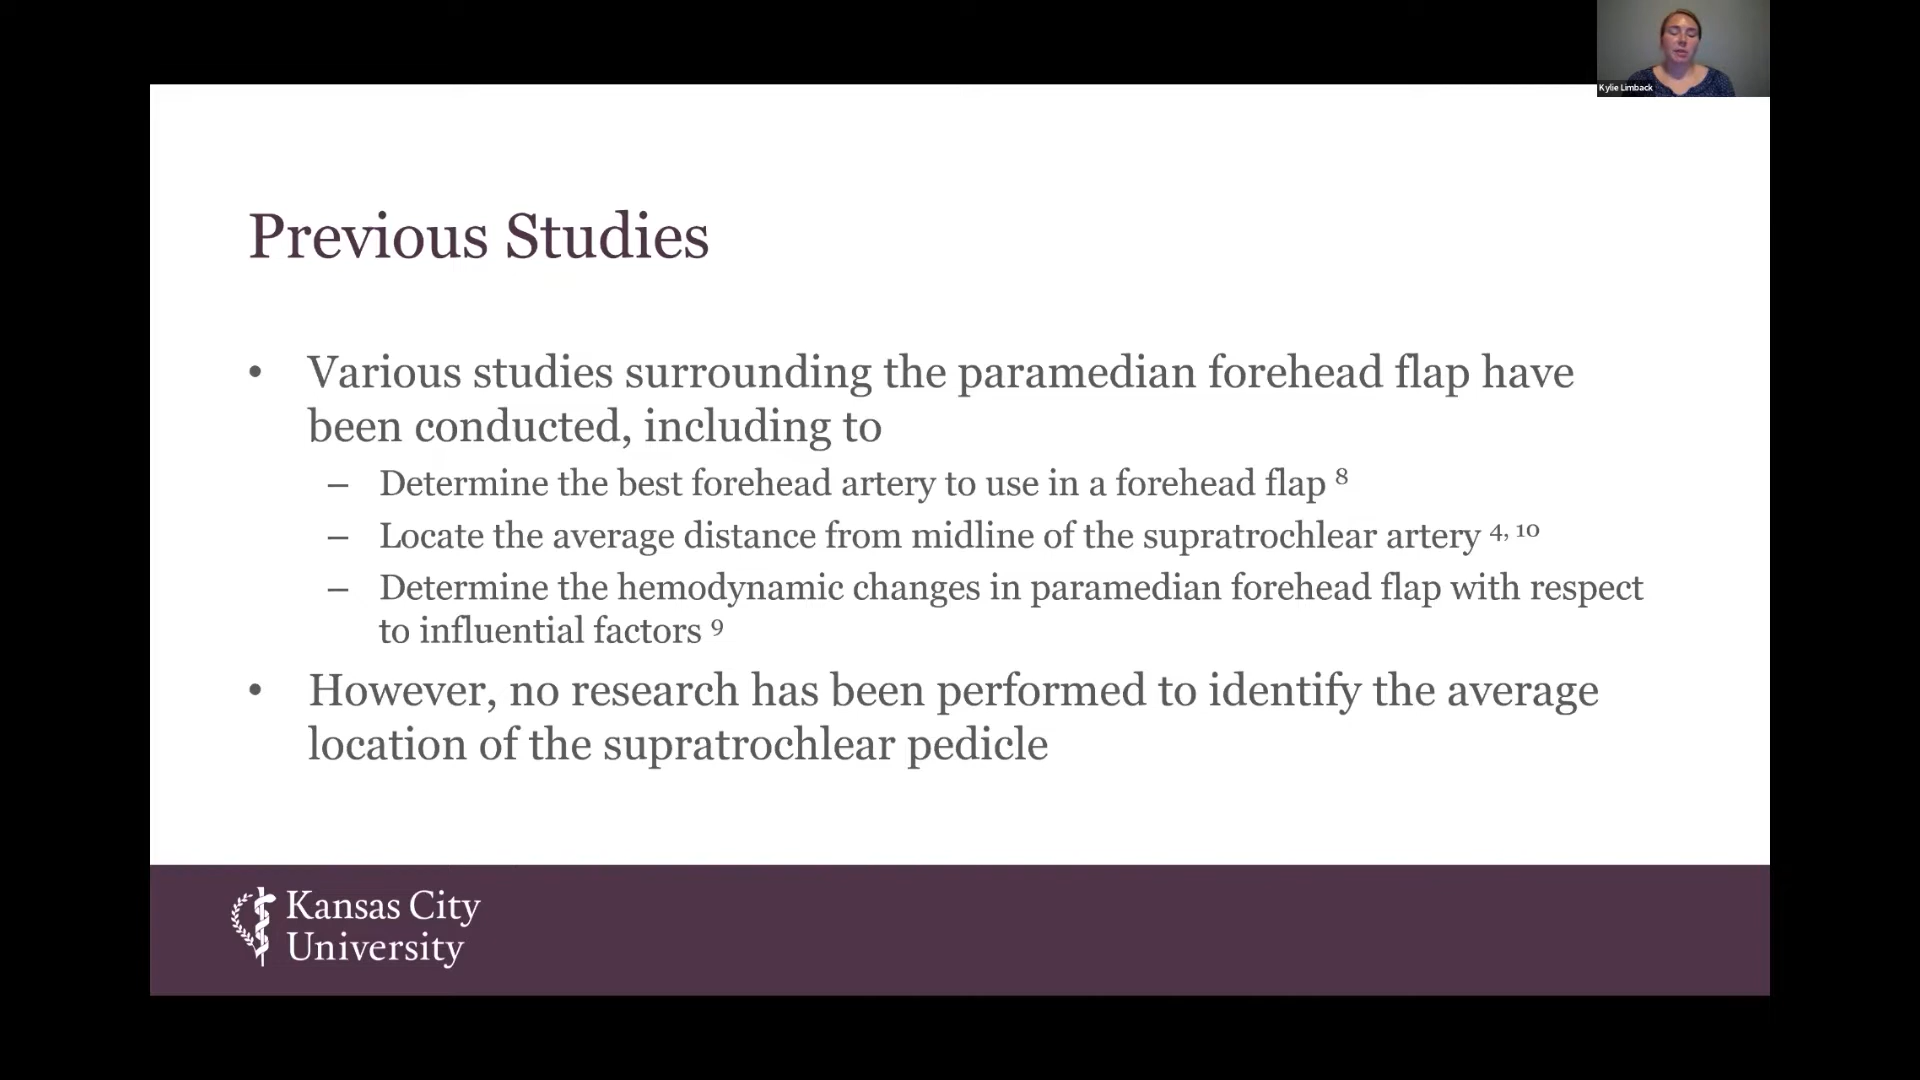 Kylie Limback
Previous Studies
• Various studies surrounding the paramedian forehead flap have
been conducted, including to
– Determine the best forehead artery to use in a forehead flap 8
– Locate the average distance from midline of the supratrochlear artery 4, 10
– Determine the hemodynamic changes in paramedian forehead flap with respect
to influential factors 9
• However, no research has been performed to identify the average
location of the supratrochlear pedicle
Kansas City
University